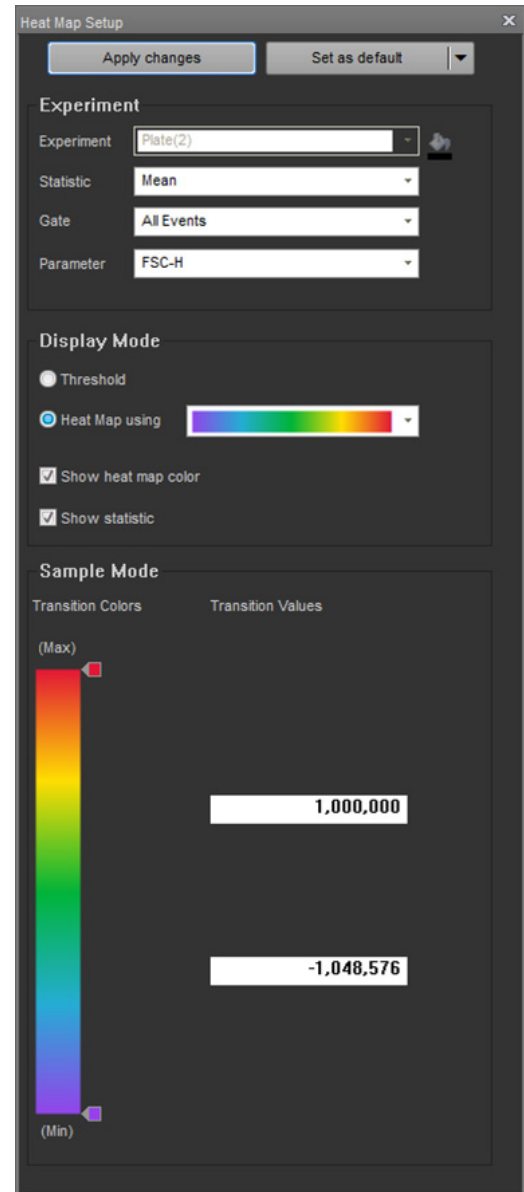 Heat Map Setup
Apply changes
Set as default
Experiment
Experiment Plate(2)
Statistic Mean
Gate All Events
Parameter FSC-H
Display Mode
Threshold
Heat Map using
Show heat map color
Show statistic
Sample Mode
Transition Colors Transition Values
(Max)
1,000,000
-1,048,576
(Min)